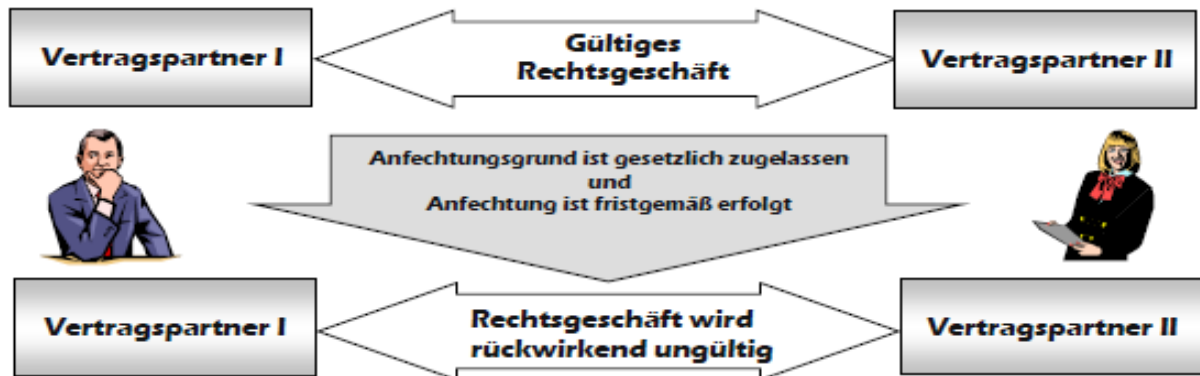 Vertragspartner I
Gültiges
Rechtsgeschäft
Vertragspartner II
Anfechtungsgrund ist gesetzlich zugelassen
und
Anfechtung ist fristgemäß erfolgt
Vertragspartner I
Rechtsgeschäft wird
rückwirkend ungültig
Vertragspartner II